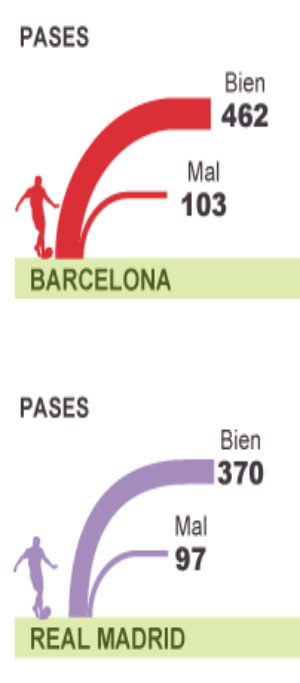 PASES
Bien
462
Mal
103
BARCELONA
PASES
Bien
370
Mal
97
REAL MADRID